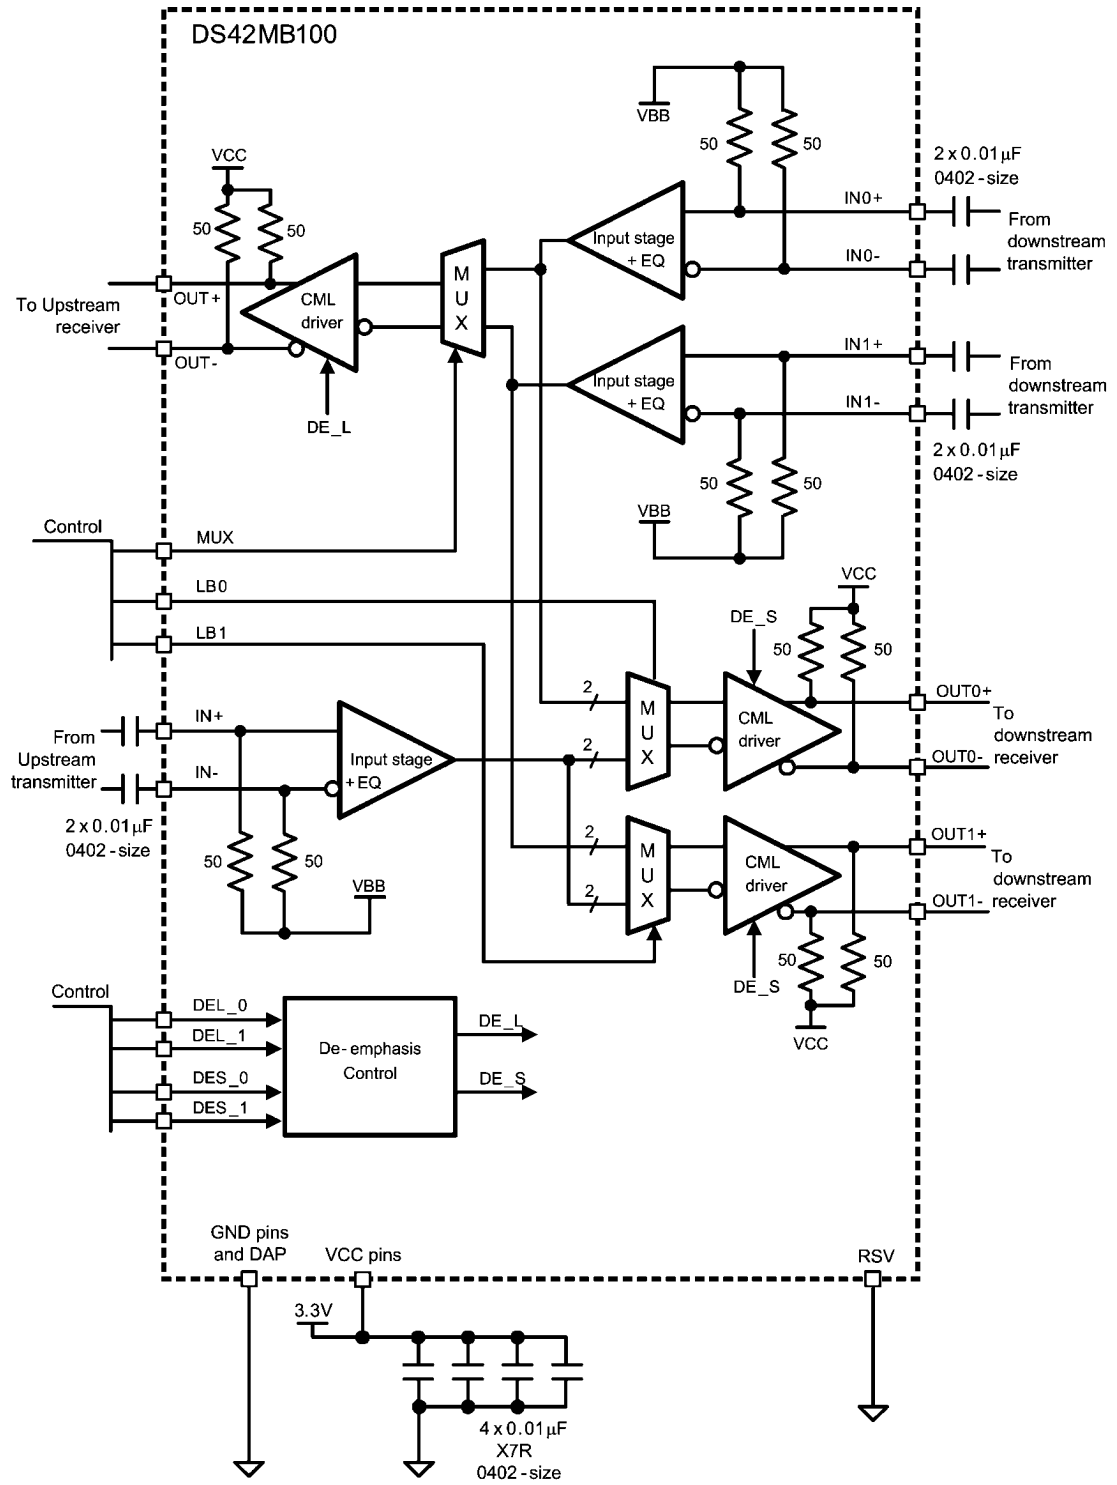 DS42MB100
VBB
50
50
2 x 0.01µF
0402-size
IN0+
IN0-
From
downstream
transmitter
Input stage
+ EQ
VCC
50
50
To Upstream
receiver
OUT+
OUT-
CML
driver
DE_L
M
U
X
Input stage
+ EQ
IN1+
IN1-
From
downstream
transmitter
2 x 0.01µF
0402-size
50
50
VBB
Control
MUX
LB0
LB1
VCC
DE_S
50
50
2
2
M
U
X
CML
driver
OUT0+
To
downstream
receiver
OUT0-
IN+
IN-
From
Upstream
transmitter
Input stage
+ EQ
2 x 0.01µF
0402-size
50
50
VBB
2
2
M
U
X
CML
driver
OUT1+
To
downstream
receiver
OUT1-
DE_S
50
50
VCC
Control
DEL_0
DEL_1
DES_0
DES_1
De-emphasis
Control
DE_L
DE_S
GND pins
and DAP
VCC pins
RSV
3.3V
4 x 0.01µF
X7R
0402-size